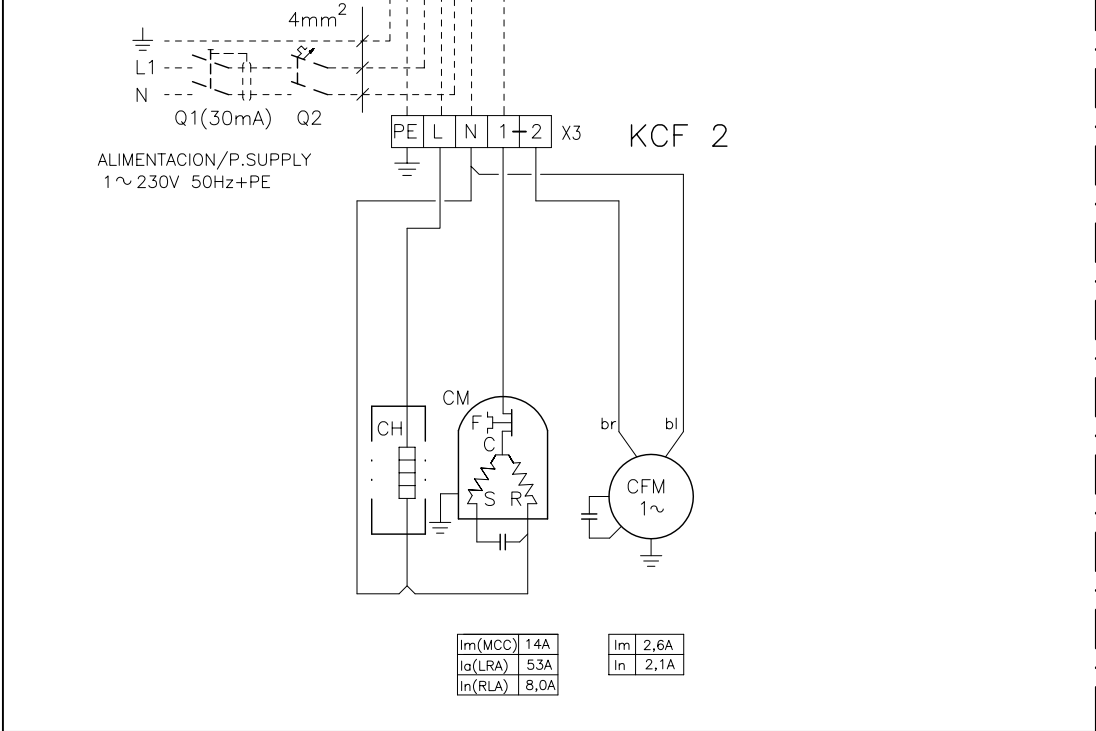 4mm2
L1
N
Q1(30mA) Q2
PE L N 1 2 X3
KCF 2
ALIMENTACION/P.SUPPLY
1~230V 50Hz+PE
CM
CH
F
C
S R
br bl
CFM
1~
Im(MCC) 14A
Ia(LRA) 53A
In(RLA) 8,0A
Im 2,6A
In 2,1A